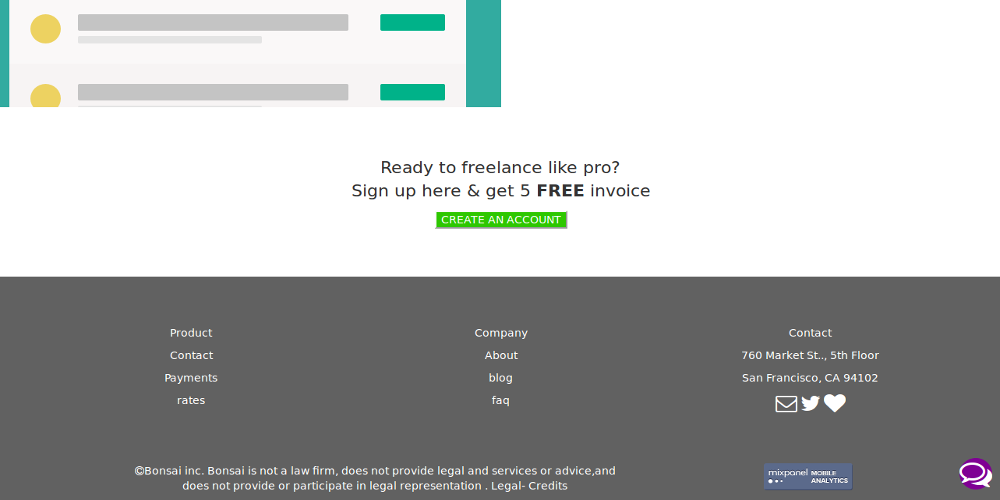 Ready to freelance like pro?
Sign up here & get 5 FREE invoice
CREATE AN ACCOUNT
Product
Contact
Payments
rates
Company
About
blog
faq
Contact
760 Market St.., 5th Floor
San Francisco, CA 94102
©Bonsai inc. Bonsai is not a law firm, does not provide legal and services or advice,and
does not provide or participate in legal representation . Legal- Credits
mixpanel MOBILE
ANALYTICS